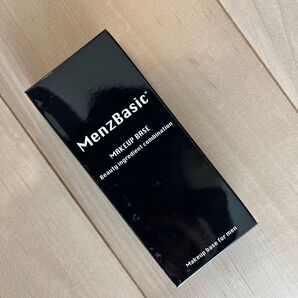 MenzBasic®
MAKEUP BASE
Beauty ingredient combination
Makeup base for men